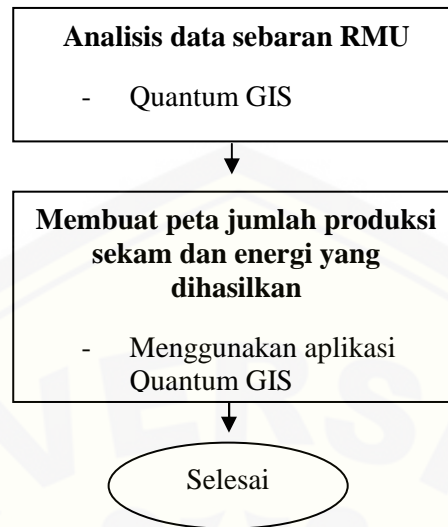 Analisis data sebaran RMU
- Quantum GIS
Membuat peta jumlah produksi
sekam dan energi yang
dihasilkan
- Menggunakan aplikasi
Quantum GIS
Selesai